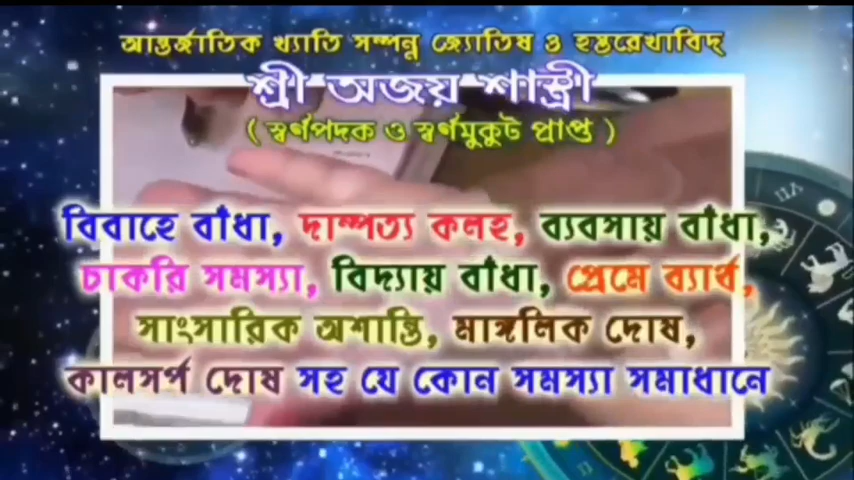 আন্তর্জাতিক খ্যাতি সম্পন্ন জ্যোতিষ ও হস্তরেখাবিদ্
শ্রী অজয় শাস্ত্রী
( স্বর্ণপদক ও স্বর্ণমুকুট প্রাপ্ত )
বিবাহে বাঁধা, দাম্পত্য কলহ, ব্যবসায় বাঁধা,
চাকরি সমস্যা, বিদ্যায় বাঁধা, প্রেমে ব্যার্থ,
সাংসারিক অশান্তি, মাঙ্গলিক দোষ,
কালসর্প দোষ সহ যে কোন সমস্যা সমাধানে